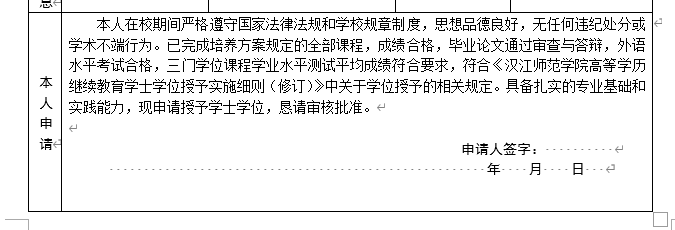 息
本人在校期间严格遵守国家法律法规和学校规章制度，思想品德良好，无任何违纪处分或
学术不端行为。已完成培养方案规定的全部课程，成绩合格，毕业论文通过审查与答辩，外语
水平考试合格，三门学位课程学业水平测试平均成绩符合要求，符合《汉江师范学院高等学历
继续教育学士学位授予实施细则（修订）》中关于学位授予的相关规定。具备扎实的专业基础和
实践能力，现申请授予学士学位，恳请审核批准。
本
人
申
请
申请人签字：
年 月 日